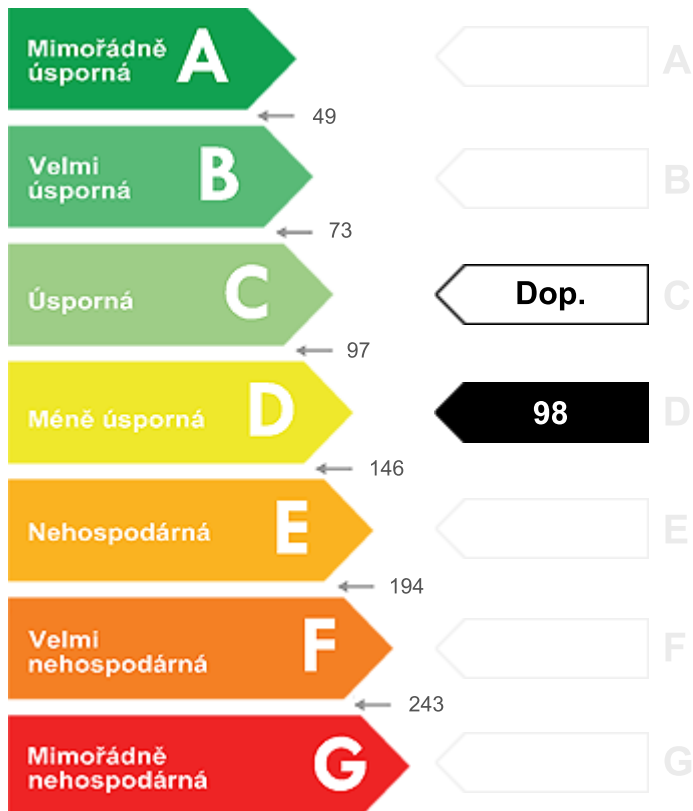 Mimořádně
úsporná
A
A
49
Velmi
úsporná
B
B
73
Úsporná
C
Dop.
C
97
Méně úsporná
D
98
D
146
Nehospodárná
E
E
194
Velmi
nehospodárná
F
F
243
Mimořádně
nehospodárná
G
G